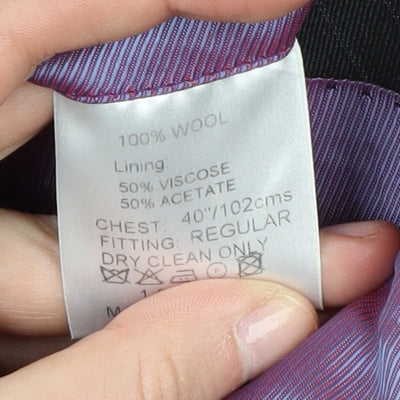 100% WOOL
Lining:
50% VISCOSE
50% ACETATE
CHEST: 40"/102cms
FITTING: REGULAR
DRY CLEAN ONLY
P